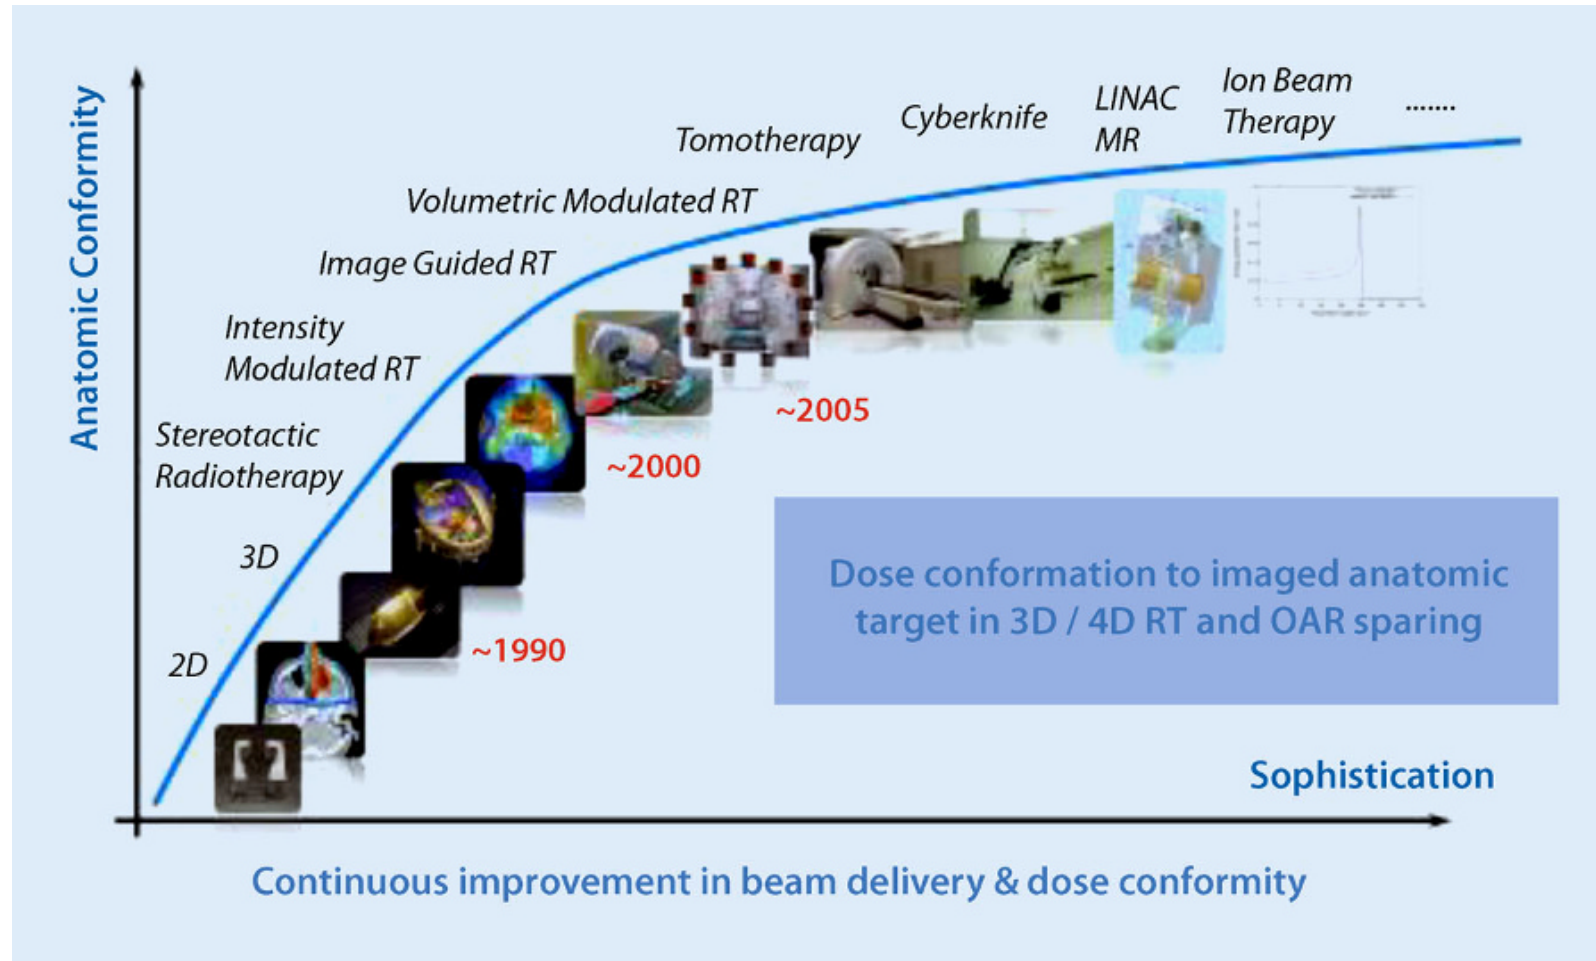 Anatomic Conformity
2D
3D
Stereotactic
Radiotherapy
Intensity
Modulated RT
Image Guided RT
Volumetric Modulated RT
Tomotherapy
Cyberknife
LINAC
MR
Ion Beam
Therapy
.......
~1990
~2000
~2005
Dose conformation to imaged anatomic
target in 3D / 4D RT and OAR sparing
Sophistication
Continuous improvement in beam delivery & dose conformity